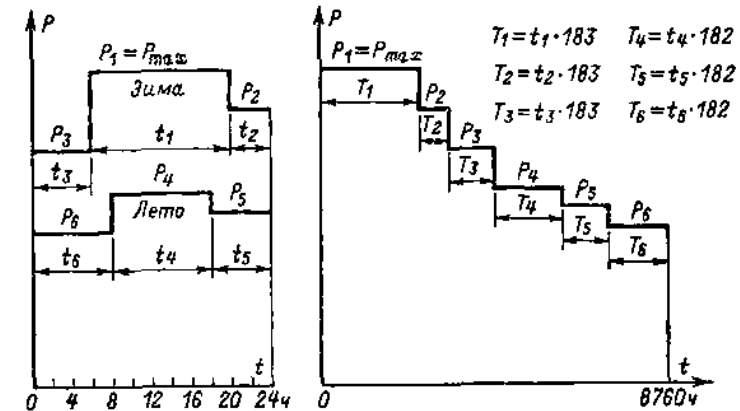 P
P₁=Pmax
Зима
P₂
P₃
t₁
t₂
t₃
P₄
Лето
P₅
P₆
t₆
t₄
t₅
t
0 4 8 12 16 20 24ч
P
P₁=Pmax
T₁
P₂
T₂
P₃
T₃
P₄
T₄
P₅
T₅
P₆
T₆
t
0 8760ч
T₁=t₁·183 T₄=t₄·182
T₂=t₂·183 T₅=t₅·182
T₃=t₃·183 T₆=t₆·182